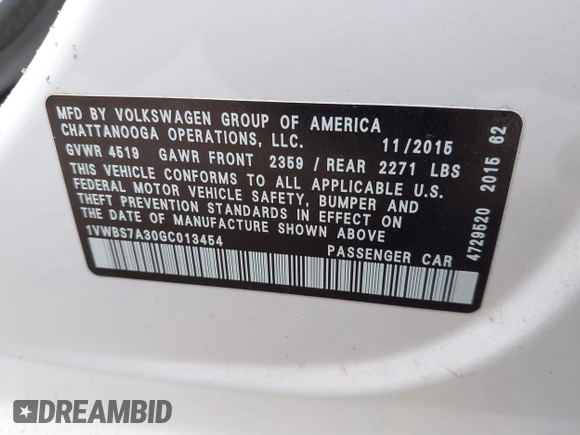 MFD BY VOLKSWAGEN GROUP OF AMERICA
CHATTANOOGA OPERATIONS, LLC. 11/2015
GVWR 4519 GAWR FRONT 2359 / REAR 2271 LBS
THIS VEHICLE CONFORMS TO ALL APPLICABLE U.S.
FEDERAL MOTOR VEHICLE SAFETY, BUMPER AND
THEFT PREVENTION STANDARDS IN EFFECT ON
THE DATE OF MANUFACTURE SHOWN ABOVE.
1VWBS7A30GC013454 PASSENGER CAR
4729520 2015 62
DREAMBID